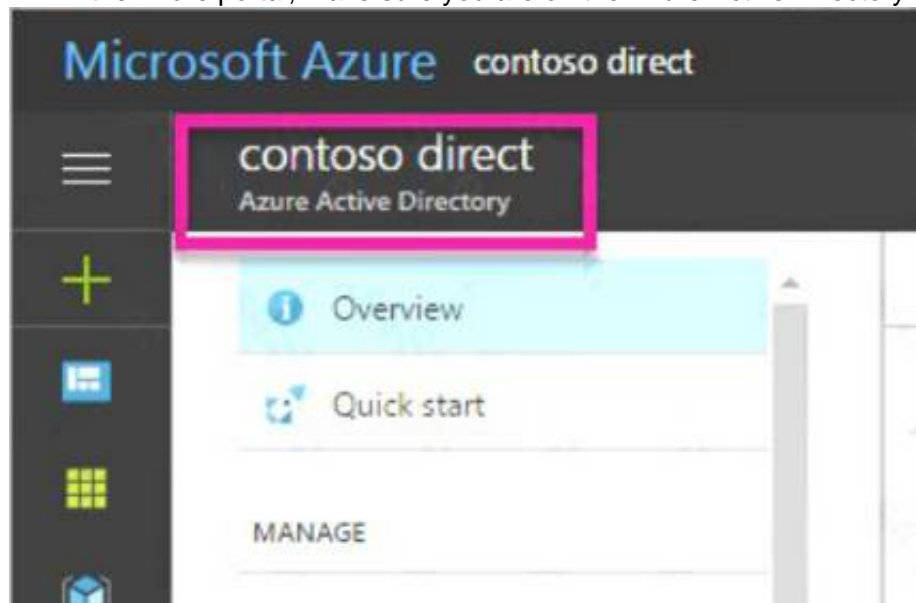 Microsoft Azure contoso direct
contoso direct
Azure Active Directory
Overview
Quick start
MANAGE